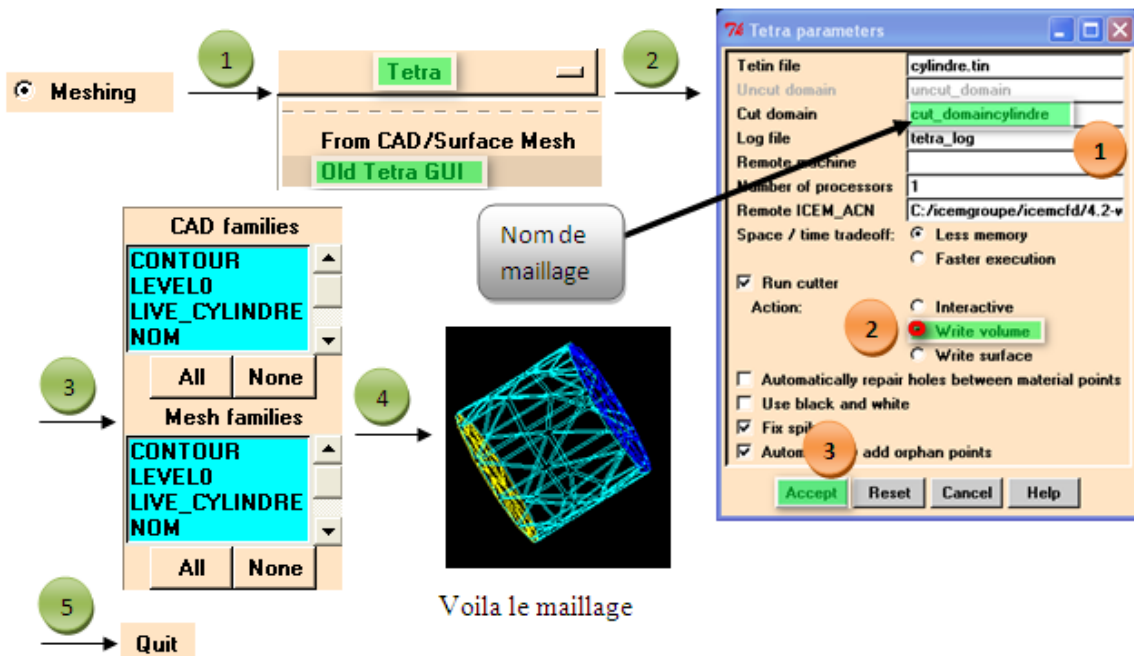 Meshing
1
Tetra
From CAD/Surface Mesh
Old Tetra GUI
2
Tetra parameters
Tetin file cylindre.tin
Uncut domain uncut_domain
Cut domain cut_domaincylindre
Log file tetra_log
1
Remote machine
Number of processors 1
Remote ICEM_ACN C:/icemgroupe/icemcfd/4.2-w
Space / time tradeoff: Less memory
Faster execution
Run cutter
Action: Interactive
2
Write volume
Write surface
Automatically repair holes between material points
Use black and white
Fix
3
add orphan points
Accept Reset Cancel Help
Nom de
maillage
3
CAD families
CONTOUR
LEVEL0
LIVE_CYLINDRE
NOM
All None
Mesh families
CONTOUR
LEVEL0
LIVE_CYLINDRE
NOM
All None
4
Voila le maillage
5
Quit